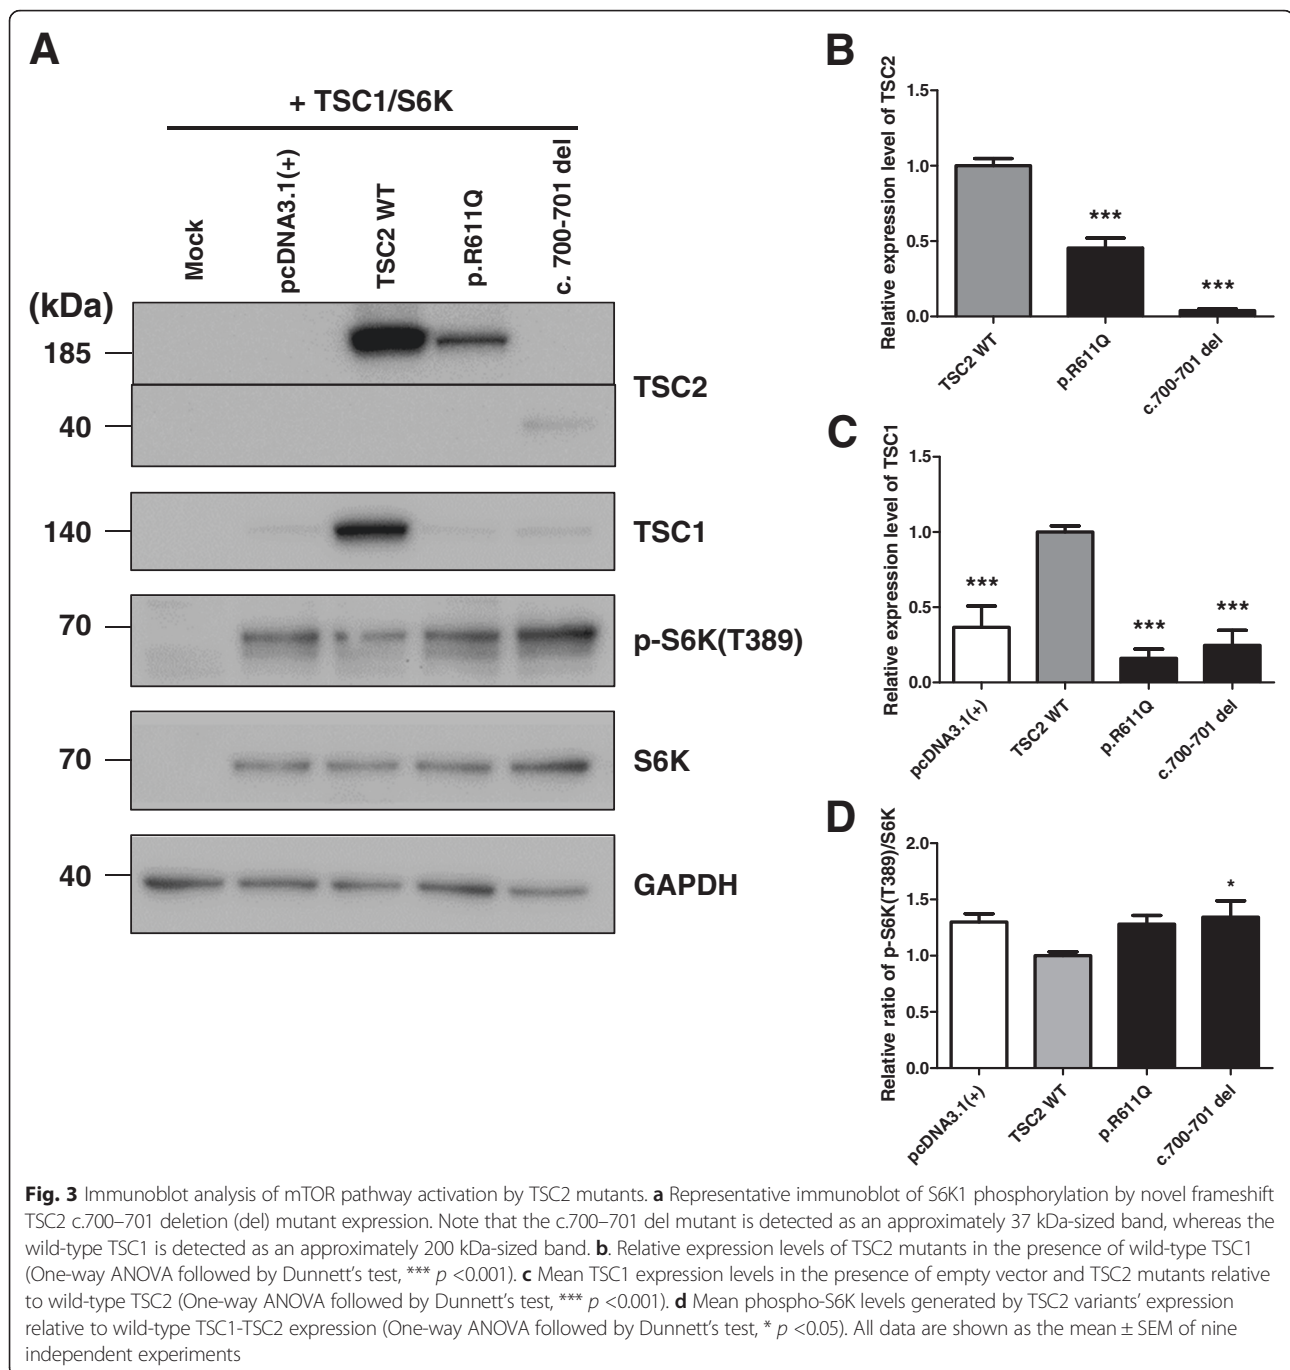 A
+ TSC1/S6K
Mock
pcDNA3.1(+)
TSC2 WT
p.R611Q
c. 700-701 del
(kDa)
185
TSC2
40
140
TSC1
70
p-S6K(T389)
70
S6K
40
GAPDH
B
Relative expression level of TSC2
1.5
1.0
0.5
0.0
***
***
TSC2 WT
p.R611Q
c.700-701 del
C
Relative expression level of TSC1
1.5
1.0
0.5
0.0
***
***
***
pcDNA3.1(+)
TSC2 WT
p.R611Q
c.700-701 del
D
Relative ratio of p-S6K(T389)/S6K
2.0
1.5
1.0
0.5
0.0
*
pcDNA3.1(+)
TSC2 WT
p.R611Q
c.700-701 del
Fig. 3 Immunoblot analysis of mTOR pathway activation by TSC2 mutants. a Representative immunoblot of S6K1 phosphorylation by novel frameshift
TSC2 c.700–701 deletion (del) mutant expression. Note that the c.700–701 del mutant is detected as an approximately 37 kDa-sized band, whereas the
wild-type TSC1 is detected as an approximately 200 kDa-sized band. b. Relative expression levels of TSC2 mutants in the presence of wild-type TSC1
(One-way ANOVA followed by Dunnett's test, *** p <0.001). c Mean TSC1 expression levels in the presence of empty vector and TSC2 mutants relative
to wild-type TSC2 (One-way ANOVA followed by Dunnett's test, *** p <0.001). d Mean phospho-S6K levels generated by TSC2 variants' expression
relative to wild-type TSC1-TSC2 expression (One-way ANOVA followed by Dunnett's test, * p <0.05). All data are shown as the mean ± SEM of nine
independent experiments